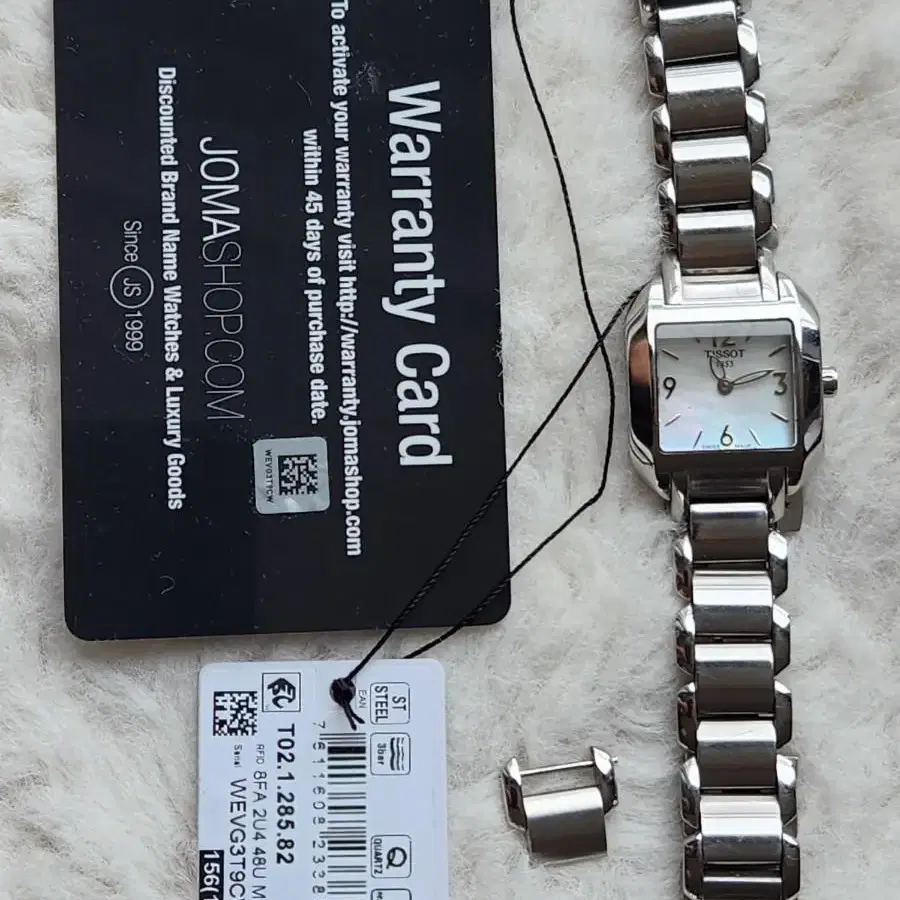 Warranty Card
To activate your warranty visit http://warranty.jomashop.com
within 45 days of purchase date.
JOMASHOP.COM
Discounted Brand Name Watches & Luxury Goods
Since JS 1999
12
TISSOT
1853
9
3
6
SWISS MADE
ST
STEEL
3bar
Q
QUARTZ
EAN
T02.1.285.82
RFID 8FA 2U4 48U
Serial
156(1